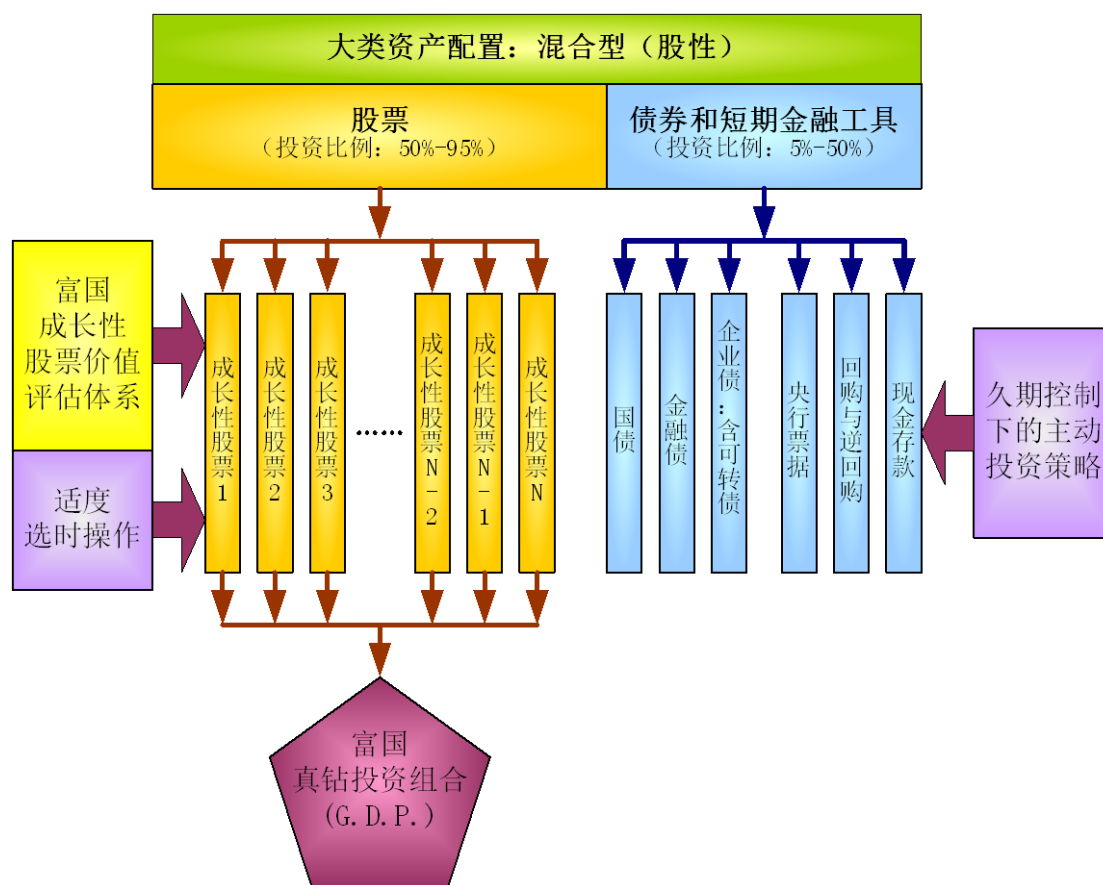 大类资产配置：混合型（股性）
股票
（投资比例：50%-95%）
债券和短期金融工具
（投资比例：5%-50%）
富国
成长性
股票价值
评估体系
适度
选时操作
成长性股票1
成长性股票2
成长性股票3
……
成长性股票N-2
成长性股票N-1
成长性股票N
国债
金融债
企业债：含可转债
央行票据
回购与逆回购
现金存款
久期控制
下的主动
投资策略
富国
真钻投资组合
(G.D.P.)